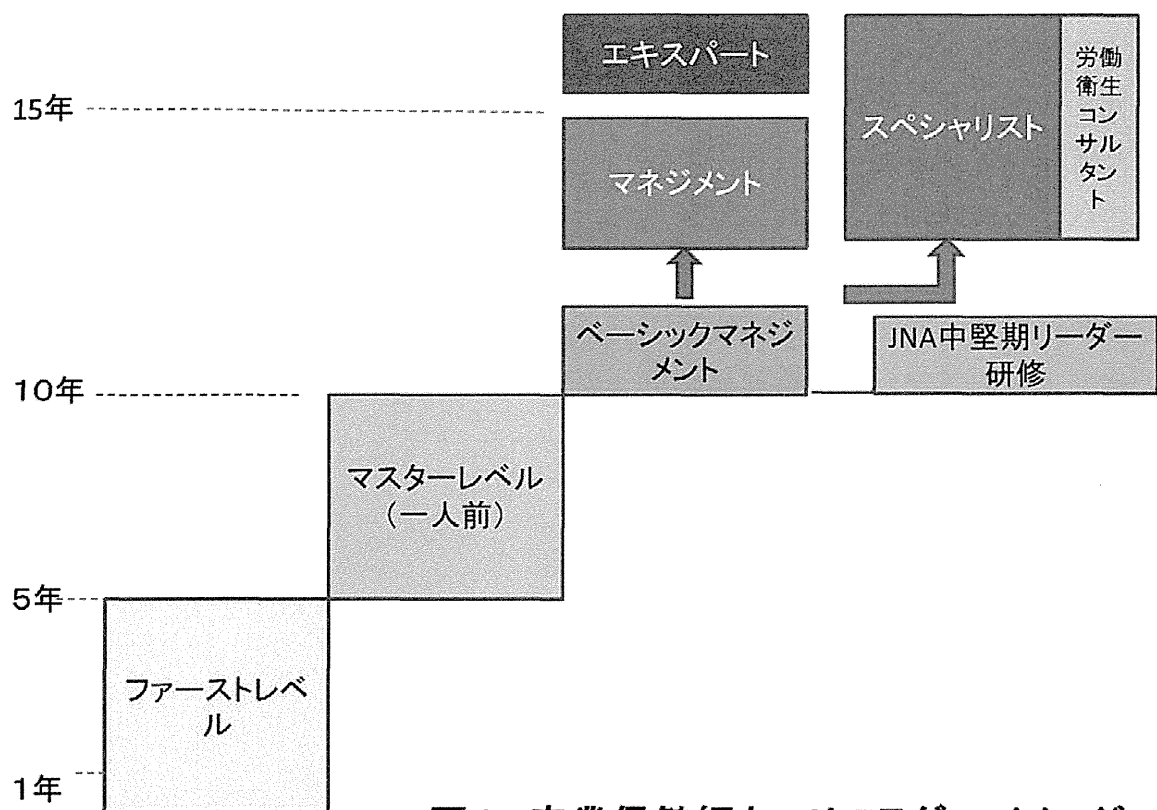 エキスパート
15年
マネジメント
スペシャリスト
労働
衛生
コン
サル
タン
ト
ベーシックマネジ
メント
JNA中堅期リーダー
研修
10年
マスターレベル
(一人前)
5年
ファーストレベ
ル
1年